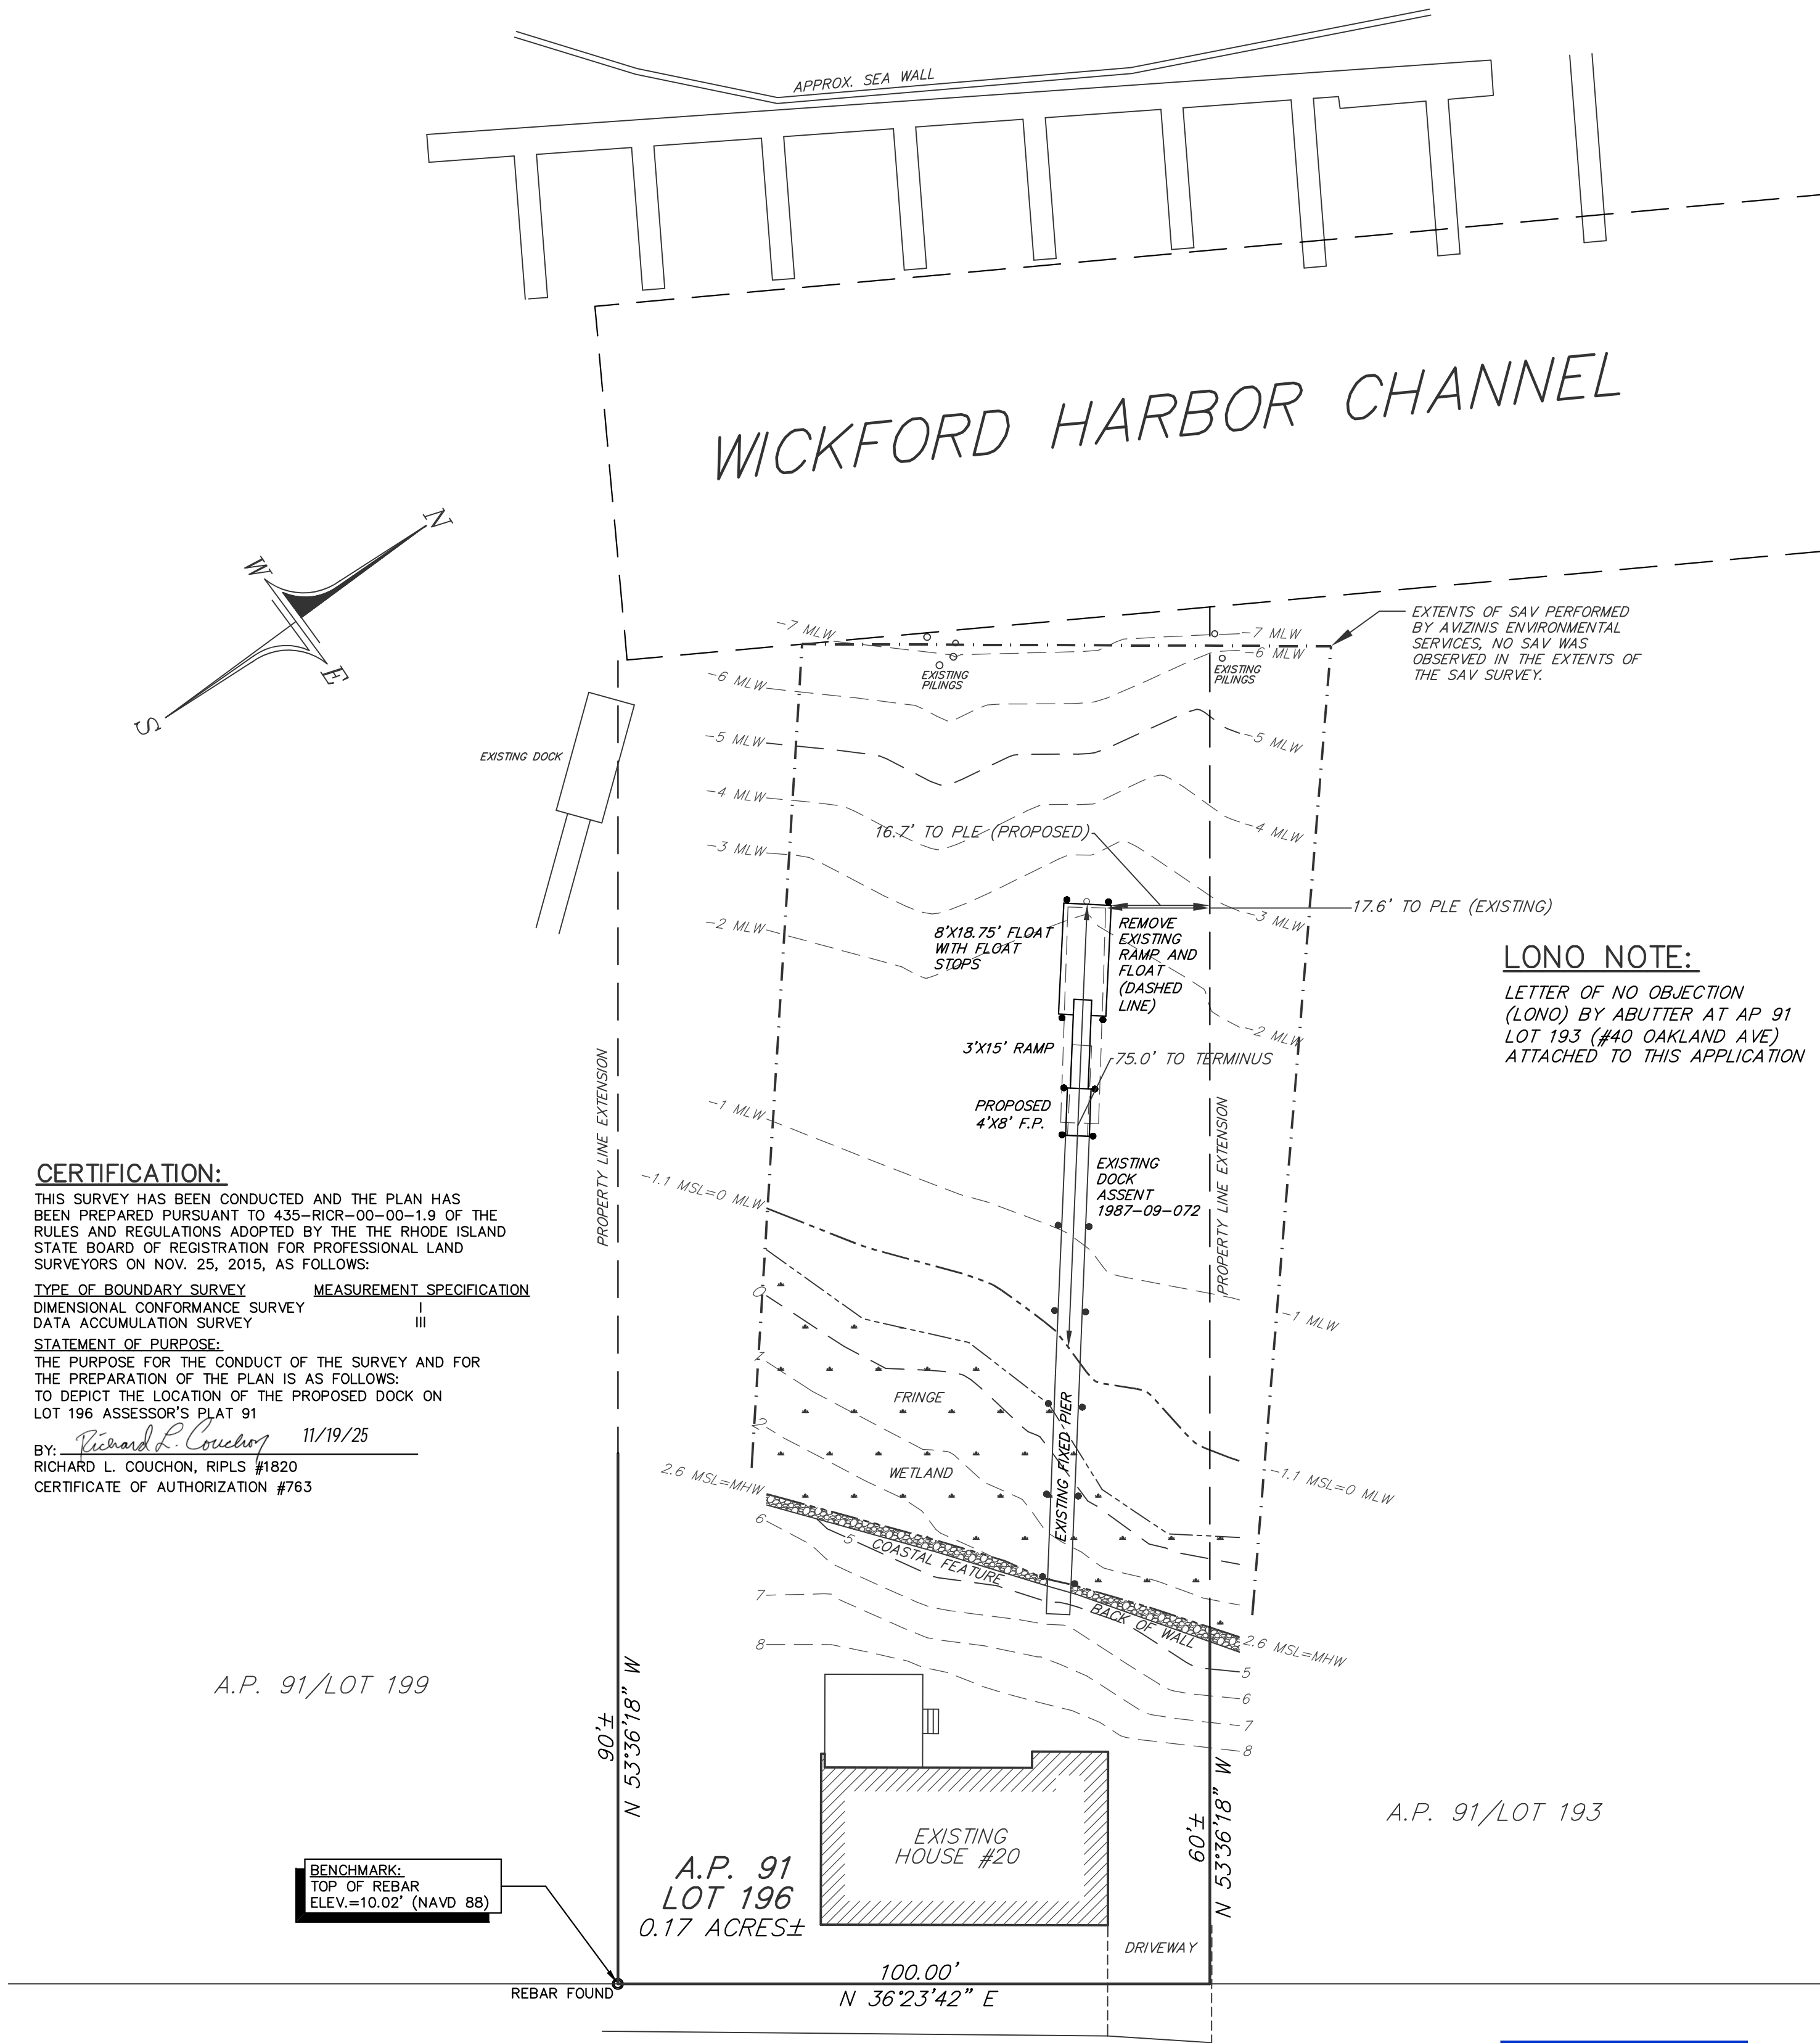 APPROX. SEA WALL
WICKFORD HARBOR CHANNEL
N
W
E
S
EXTENTS OF SAV PERFORMED
BY AVIZINIS ENVIRONMENTAL
SERVICES, NO SAV WAS
OBSERVED IN THE EXTENTS OF
THE SAV SURVEY.
-7 MLW
-7 MLW
-6 MLW
-6 MLW
EXISTING
PILINGS
EXISTING
PILINGS
-5 MLW
-5 MLW
EXISTING DOCK
-4 MLW
-4 MLW
16.7' TO PLE (PROPOSED)
-3 MLW
-3 MLW
17.6' TO PLE (EXISTING)
-2 MLW
-2 MLW
8'X18.75' FLOAT
WITH FLOAT
STOPS
REMOVE
EXISTING
RAMP AND
FLOAT
(DASHED
LINE)
LONO NOTE:
LETTER OF NO OBJECTION
(LONO) BY ABUTTER AT AP 91
LOT 193 (#40 OAKLAND AVE)
ATTACHED TO THIS APPLICATION
3'X15' RAMP
75.0' TO TERMINUS
PROPOSED
4'X8' F.P.
-1 MLW
-1 MLW
PROPERTY LINE EXTENSION
PROPERTY LINE EXTENSION
EXISTING
DOCK
ASSENT
1987-09-072
-1.1 MSL=0 MLW
-1.1 MSL=0 MLW
CERTIFICATION:
THIS SURVEY HAS BEEN CONDUCTED AND THE PLAN HAS
BEEN PREPARED PURSUANT TO 435-RICR-00-00-1.9 OF THE
RULES AND REGULATIONS ADOPTED BY THE THE RHODE ISLAND
STATE BOARD OF REGISTRATION FOR PROFESSIONAL LAND
SURVEYORS ON NOV. 25, 2015, AS FOLLOWS:
TYPE OF BOUNDARY SURVEY MEASUREMENT SPECIFICATION
DIMENSIONAL CONFORMANCE SURVEY I
DATA ACCUMULATION SURVEY III
STATEMENT OF PURPOSE:
THE PURPOSE FOR THE CONDUCT OF THE SURVEY AND FOR
THE PREPARATION OF THE PLAN IS AS FOLLOWS:
TO DEPICT THE LOCATION OF THE PROPOSED DOCK ON
LOT 196 ASSESSOR'S PLAT 91
BY: Richard L. Couchon 11/19/25
RICHARD L. COUCHON, RIPLS #1820
CERTIFICATE OF AUTHORIZATION #763
0
1
2
FRINGE
WETLAND
EXISTING FIXED PIER
2.6 MSL=MHW
2.6 MSL=MHW
COASTAL FEATURE
BACK OF WALL
6
5
7
8
5
6
7
8
A.P. 91/LOT 199
90'±
N 53°36'18" W
60'±
N 53°36'18" W
A.P. 91/LOT 193
EXISTING
HOUSE #20
A.P. 91
LOT 196
0.17 ACRES±
BENCHMARK:
TOP OF REBAR
ELEV.=10.02' (NAVD 88)
REBAR FOUND
DRIVEWAY
100.00'
N 36°23'42" E